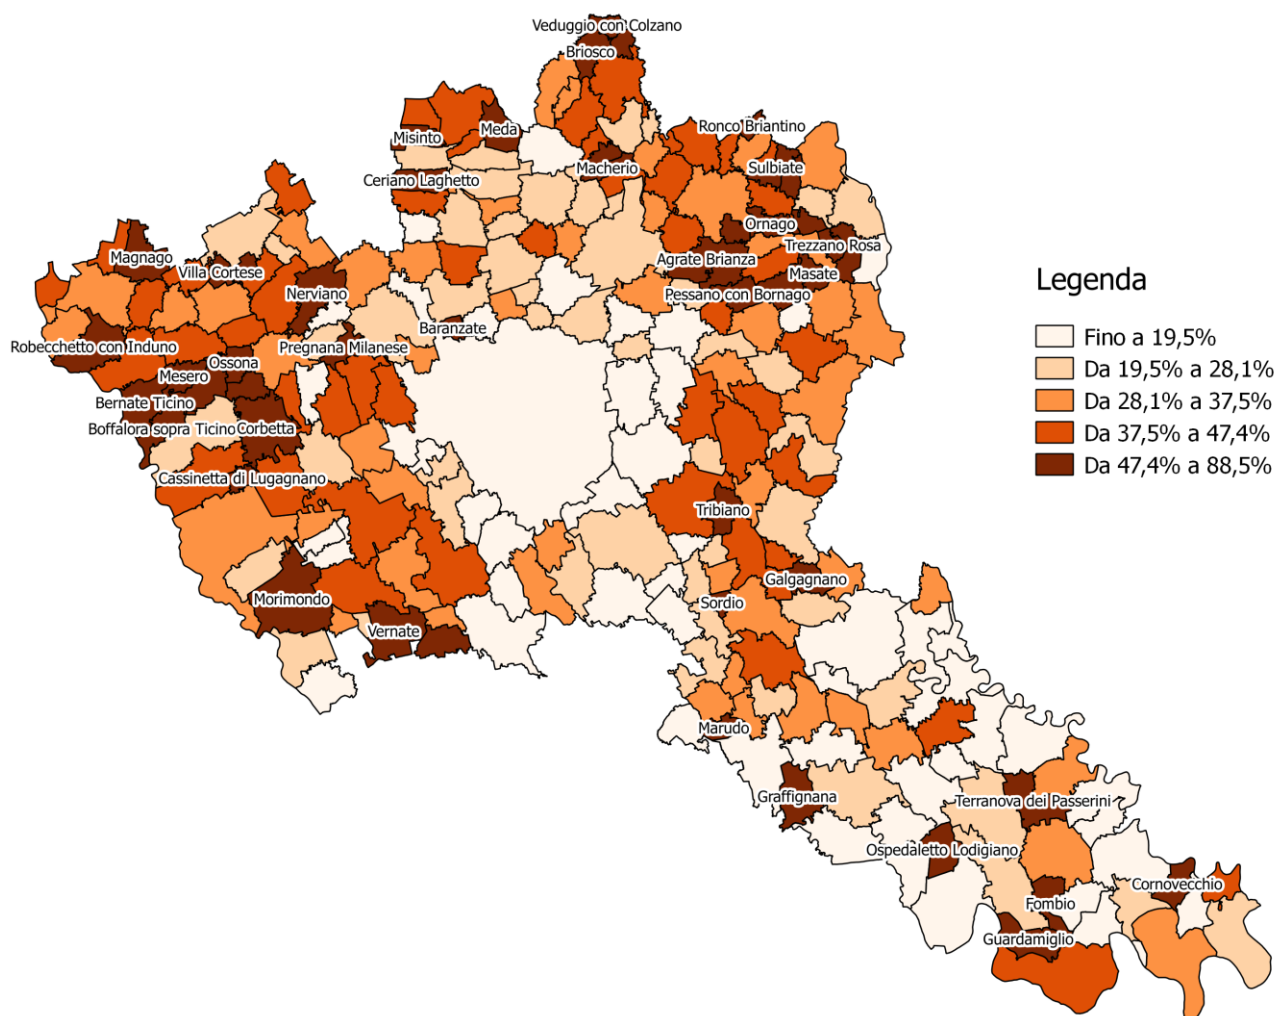 Veduggio con Colzano
Briosco
Ronco Briantino
Meda
Misinto
Macherio
Sulbiate
Ceriano Laghetto
Ornago
Trezzano Rosa
Magnago
Agrate Brianza
Villa Cortese
Masate
Nerviano
Pessano con Bornago
Baranzate
Robecchetto con Induno
Pregnana Milanese
Ossona
Mesero
Bernate Ticino
Boffalora sopra Ticino
Corbetta
Cassinetta di Lugagnano
Tribiano
Galgagnano
Morimondo
Sordio
Vernate
Marudo
Graffignana
Terranova dei Passerini
Ospedaletto Lodigiano
Cornovecchio
Fombio
Guardamiglio
Legenda
Fino a 19,5%
Da 19,5% a 28,1%
Da 28,1% a 37,5%
Da 37,5% a 47,4%
Da 47,4% a 88,5%